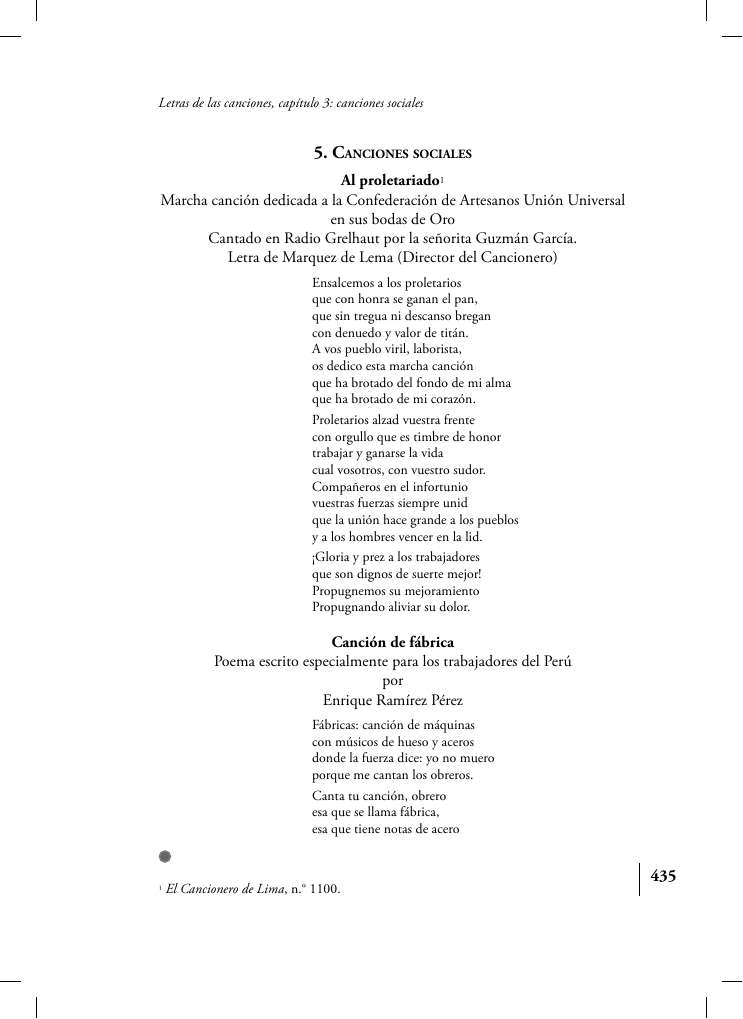 Letras de las canciones, capítulo 3: canciones sociales
5. Canciones sociales
Al proletariado1
Marcha canción dedicada a la Confederación de Artesanos Unión Universal
en sus bodas de Oro
Cantado en Radio Grelhaut por la señorita Guzmán García.
Letra de Marquez de Lema (Director del Cancionero)
Ensalcemos a los proletarios
que con honra se ganan el pan,
que sin tregua ni descanso bregan
con denuedo y valor de titán.
A vos pueblo viril, laborista,
os dedico esta marcha canción
que ha brotado del fondo de mi alma
que ha brotado de mi corazón.
Proletarios alzad vuestra frente
con orgullo que es timbre de honor
trabajar y ganarse la vida
cual vosotros, con vuestro sudor.
Compañeros en el infortunio
vuestras fuerzas siempre unid
que la unión hace grande a los pueblos
y a los hombres vencer en la lid.
¡Gloria y prez a los trabajadores
que son dignos de suerte mejor!
Propugnemos su mejoramiento
Propugnando aliviar su dolor.
Canción de fábrica
Poema escrito especialmente para los trabajadores del Perú
por
Enrique Ramírez Pérez
Fábricas: canción de máquinas
con músicos de hueso y aceros
donde la fuerza dice: yo no muero
porque me cantan los obreros.
Canta tu canción, obrero
esa que se llama fábrica,
esa que tiene notas de acero
1 El Cancionero de Lima, n.° 1100.
435